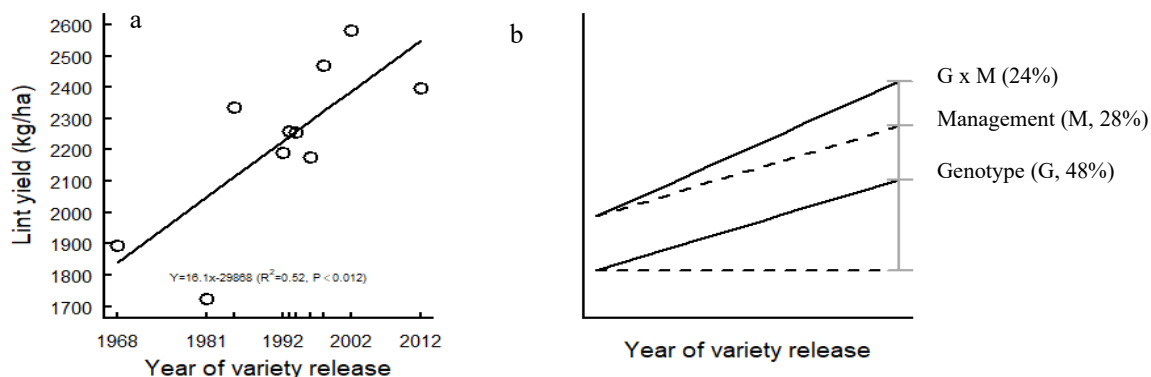 a
Lint yield (kg/ha)
2600
2500
2400
2300
2200
2100
2000
1900
1800
1700
Y=16.1x-29868 (R²=0.52, P<0.012)
1968 1981 1992 2002 2012
Year of variety release
b
G x M (24%)
Management (M, 28%)
Genotype (G, 48%)
Year of variety release